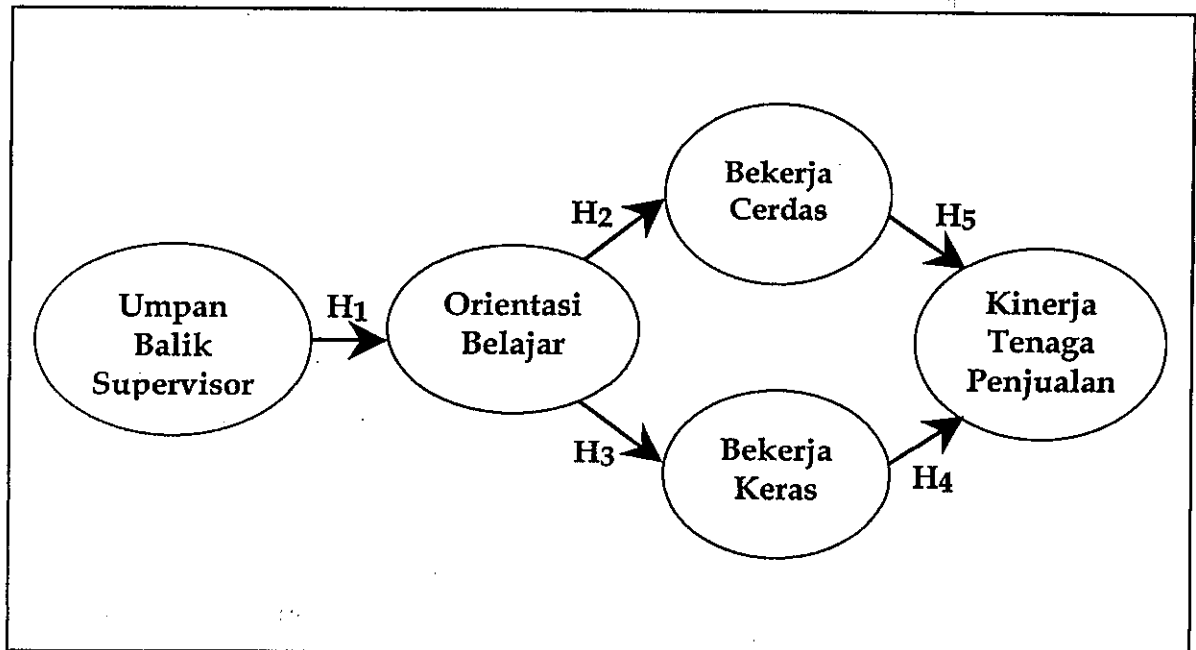 Umpan
Balik
Supervisor
H1
Orientasi
Belajar
H2
Bekerja
Cerdas
H3
Bekerja
Keras
H5
H4
Kinerja
Tenaga
Penjualan